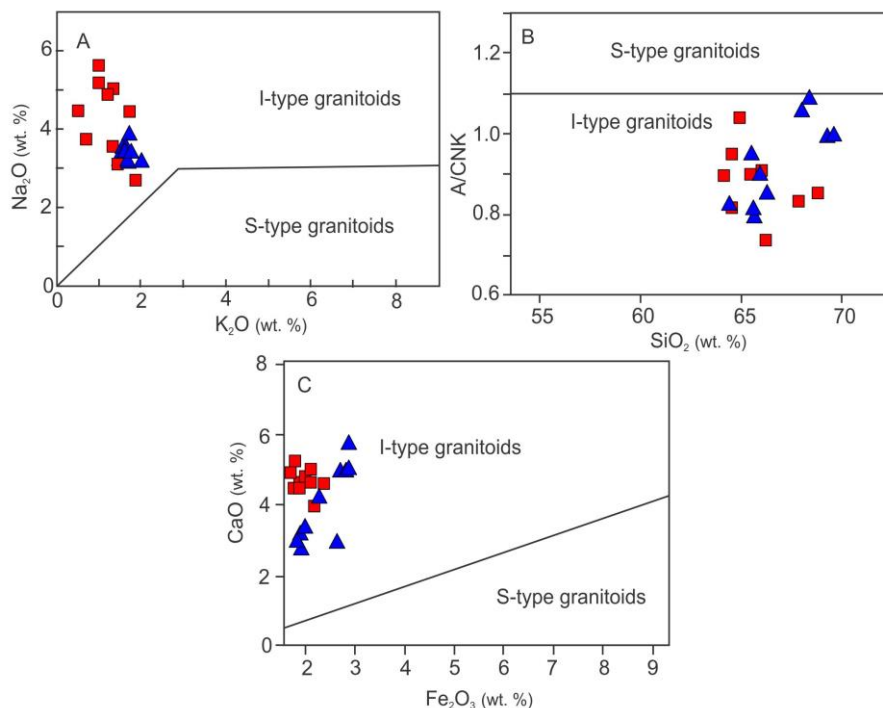 A
6
4
2
0
Na₂O (wt. %)
I-type granitoids
S-type granitoids
0 2 4 6 8
K₂O (wt. %)
B
1.2
1.0
0.8
0.6
A/CNK
S-type granitoids
I-type granitoids
55 60 65 70
SiO₂ (wt. %)
C
8
6
4
2
0
CaO (wt. %)
I-type granitoids
S-type granitoids
2 3 4 5 6 7 8 9
Fe₂O₃ (wt. %)